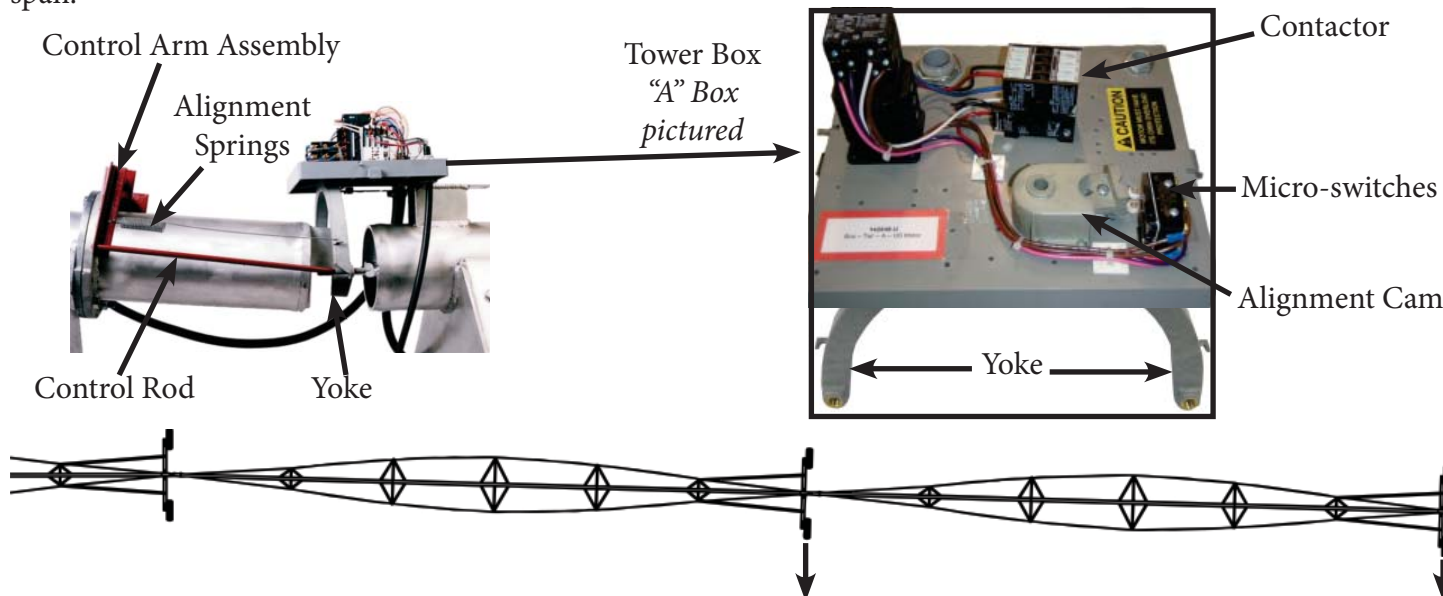 span.
Control Arm Assembly
Alignment
Springs
Tower Box
"A" Box
pictured
Contactor
CAUTION
Micro-switches
Alignment Cam
Control Rod
Yoke
Yoke